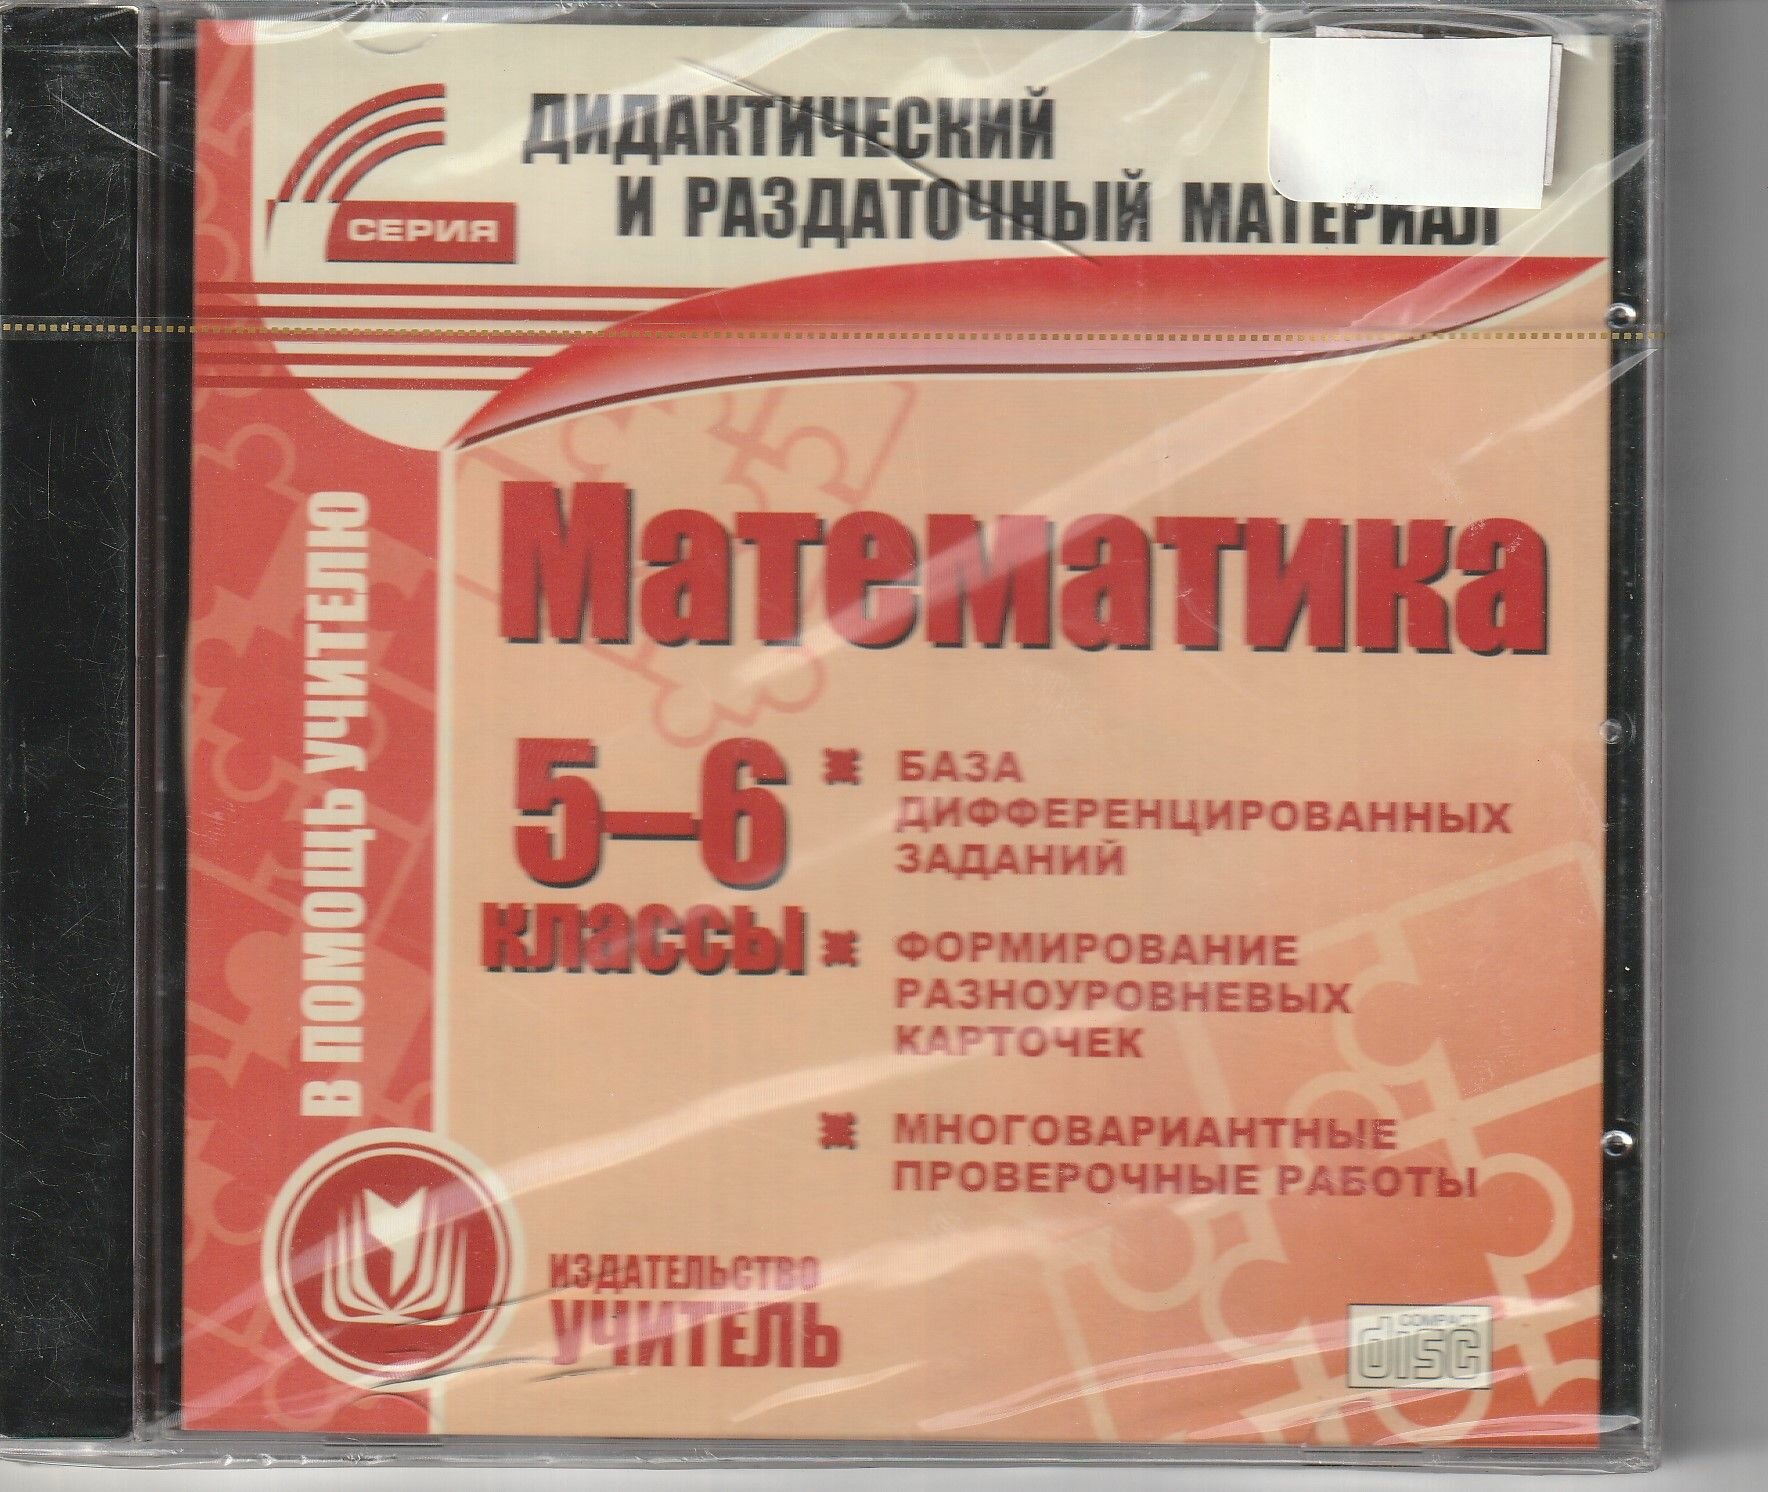 СЕРИЯ
ДИДАКТИЧЕСКИЙ
И РАЗДАТОЧНЫЙ МАТЕРИАЛ
В ПОМОЩЬ УЧИТЕЛЮ
Математика
5–6
классы
БАЗА
ДИФФЕРЕНЦИРОВАННЫХ
ЗАДАНИЙ
ФОРМИРОВАНИЕ
РАЗНОУРОВНЕВЫХ
КАРТОЧЕК
МНОГОВАРИАНТНЫЕ
ПРОВЕРОЧНЫЕ РАБОТЫ
ИЗДАТЕЛЬСТВО
УЧИТЕЛЬ
COMPACT
disc